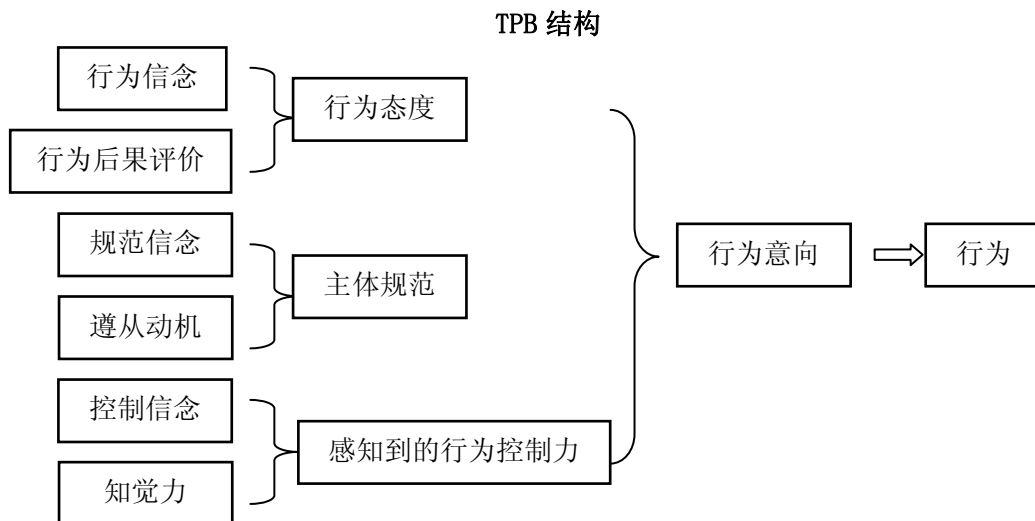 TPB 结构
行为信念
行为态度
行为后果评价
规范信念
主体规范
遵从动机
控制信念
感知到的行为控制力
知觉力
行为意向
行为